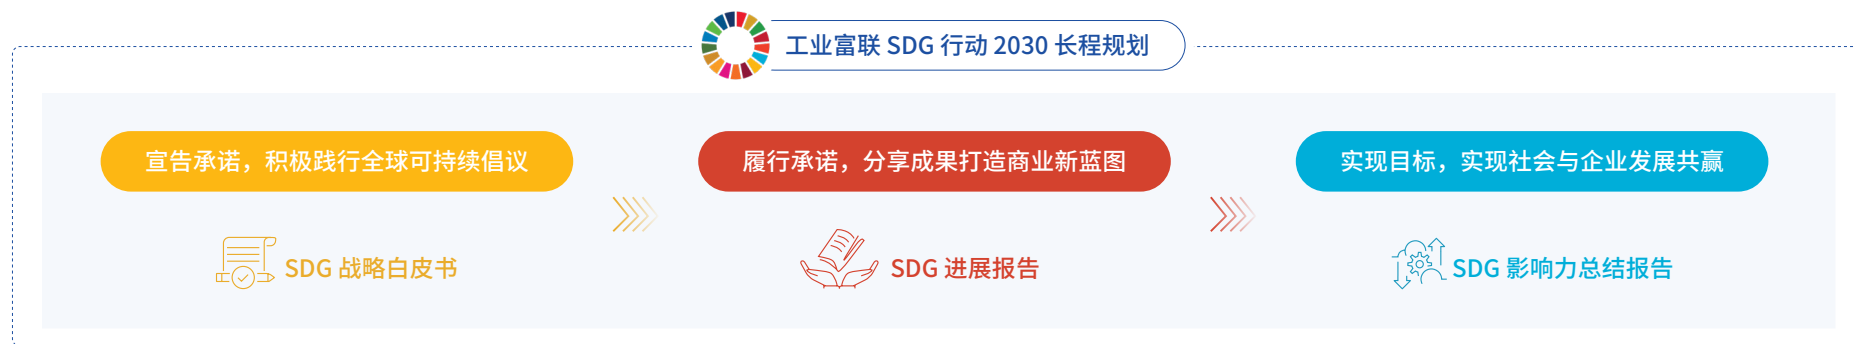 工业富联 SDG 行动 2030 长程规划
宣告承诺，积极践行全球可持续倡议
履行承诺，分享成果打造商业新蓝图
实现目标，实现社会与企业发展共赢
SDG 战略白皮书
SDG 进展报告
SDG 影响力总结报告